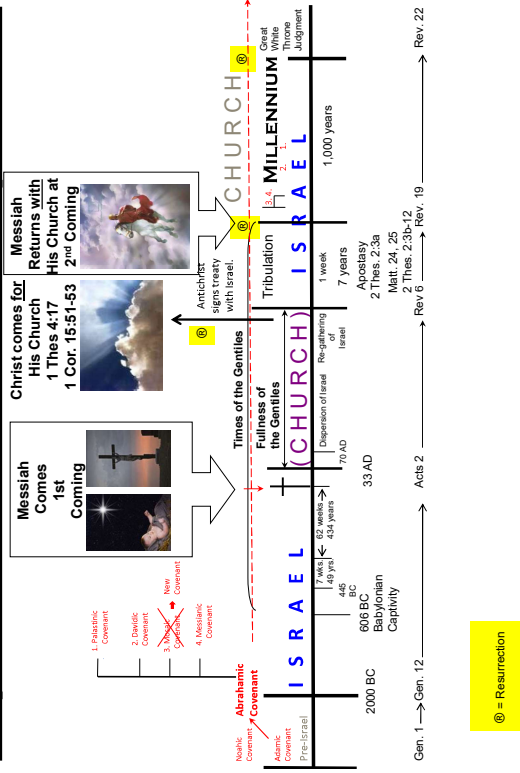 Messiah
Comes
1st
Coming
Christ comes for
His Church
1 Thes 4:17
1 Cor. 15:51-53
Messiah
Returns with
His Church at
2nd Coming
1. Palastinic
Covenant
2. Davidic
Covenant
3. Mosaic
Covenant
New
Covenant
4. Messianic
Covenant
Noahic
Covenant
Adamic
Covenant
Abrahamic
Covenant
Times of the Gentiles
Fullness of
the Gentiles
®
Antichrist
signs treaty
with Israel.
®
CHURCH
®
Great
White
Throne
Judgment
Tribulation
3. 4.
MILLENNIUM
2. 1.
Pre-Israel
ISRAEL
(CHURCH)
ISRAEL
7 wks.
49 yrs.
62 weeks
434 years
Dispersion of Israel
Re-gathering
of
Israel
1 week
1,000 years
2000 BC
606 BC
Babylonian
Captivity
445
BC
33 AD
70 AD
7 years
Apostasy
2 Thes. 2:3a
Matt. 24, 25
2 Thes. 2:3b-12
Gen. 1
Gen. 12
Acts 2
Rev 6
Rev. 19
Rev. 22
® = Resurrection